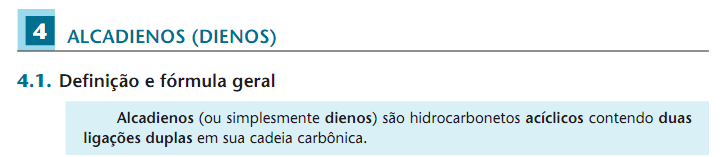 4 ALCADIENOS (DIENOS)
4.1. Definição e fórmula geral
Alcadienos (ou simplesmente dienos) são hidrocarbonetos acíclicos contendo duas
ligações duplas em sua cadeia carbônica.